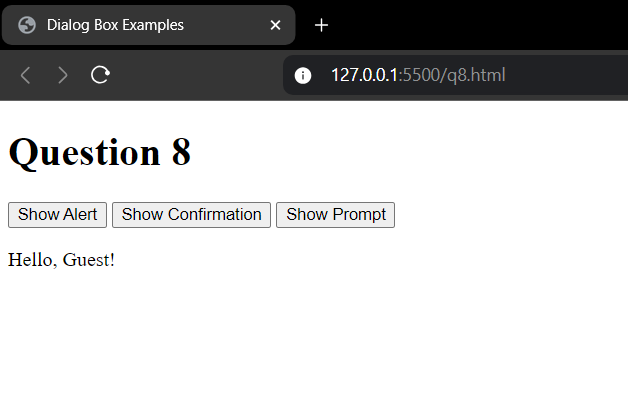 Dialog Box Examples
127.0.0.1:5500/q8.html
Question 8
Show Alert Show Confirmation Show Prompt
Hello, Guest!